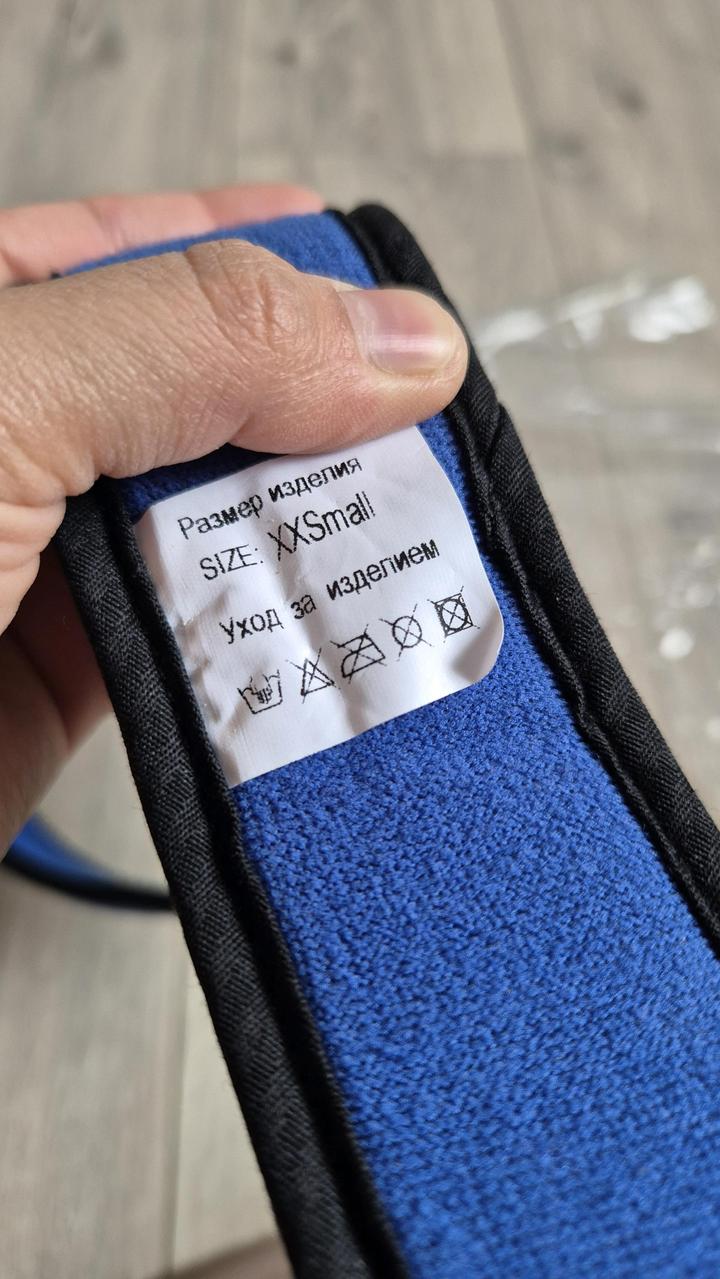 Размер изделия
SIZE: XXSmall
Уход за изделием